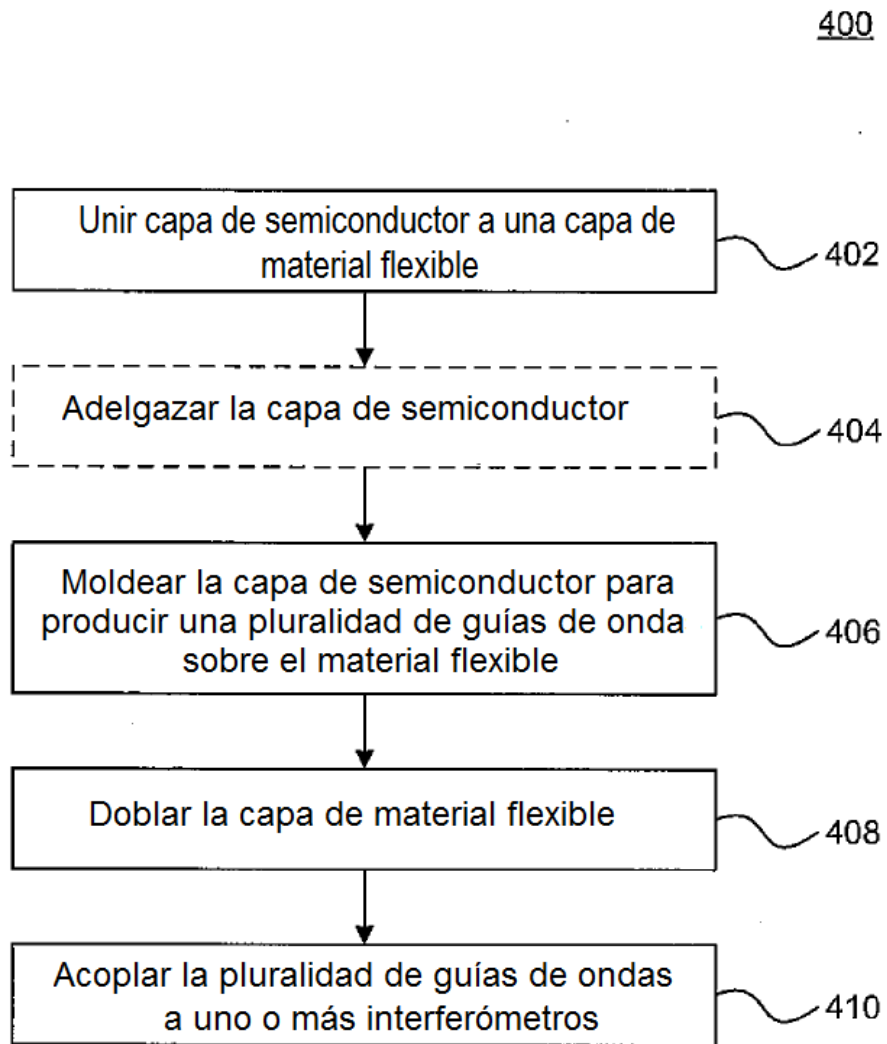 400
Unir capa de semiconductor a una capa de
material flexible
402
Adelgazar la capa de semiconductor
404
Moldear la capa de semiconductor para
producir una pluralidad de guías de onda
sobre el material flexible
406
Doblar la capa de material flexible
408
Acoplar la pluralidad de guías de ondas
a uno o más interferómetros
410